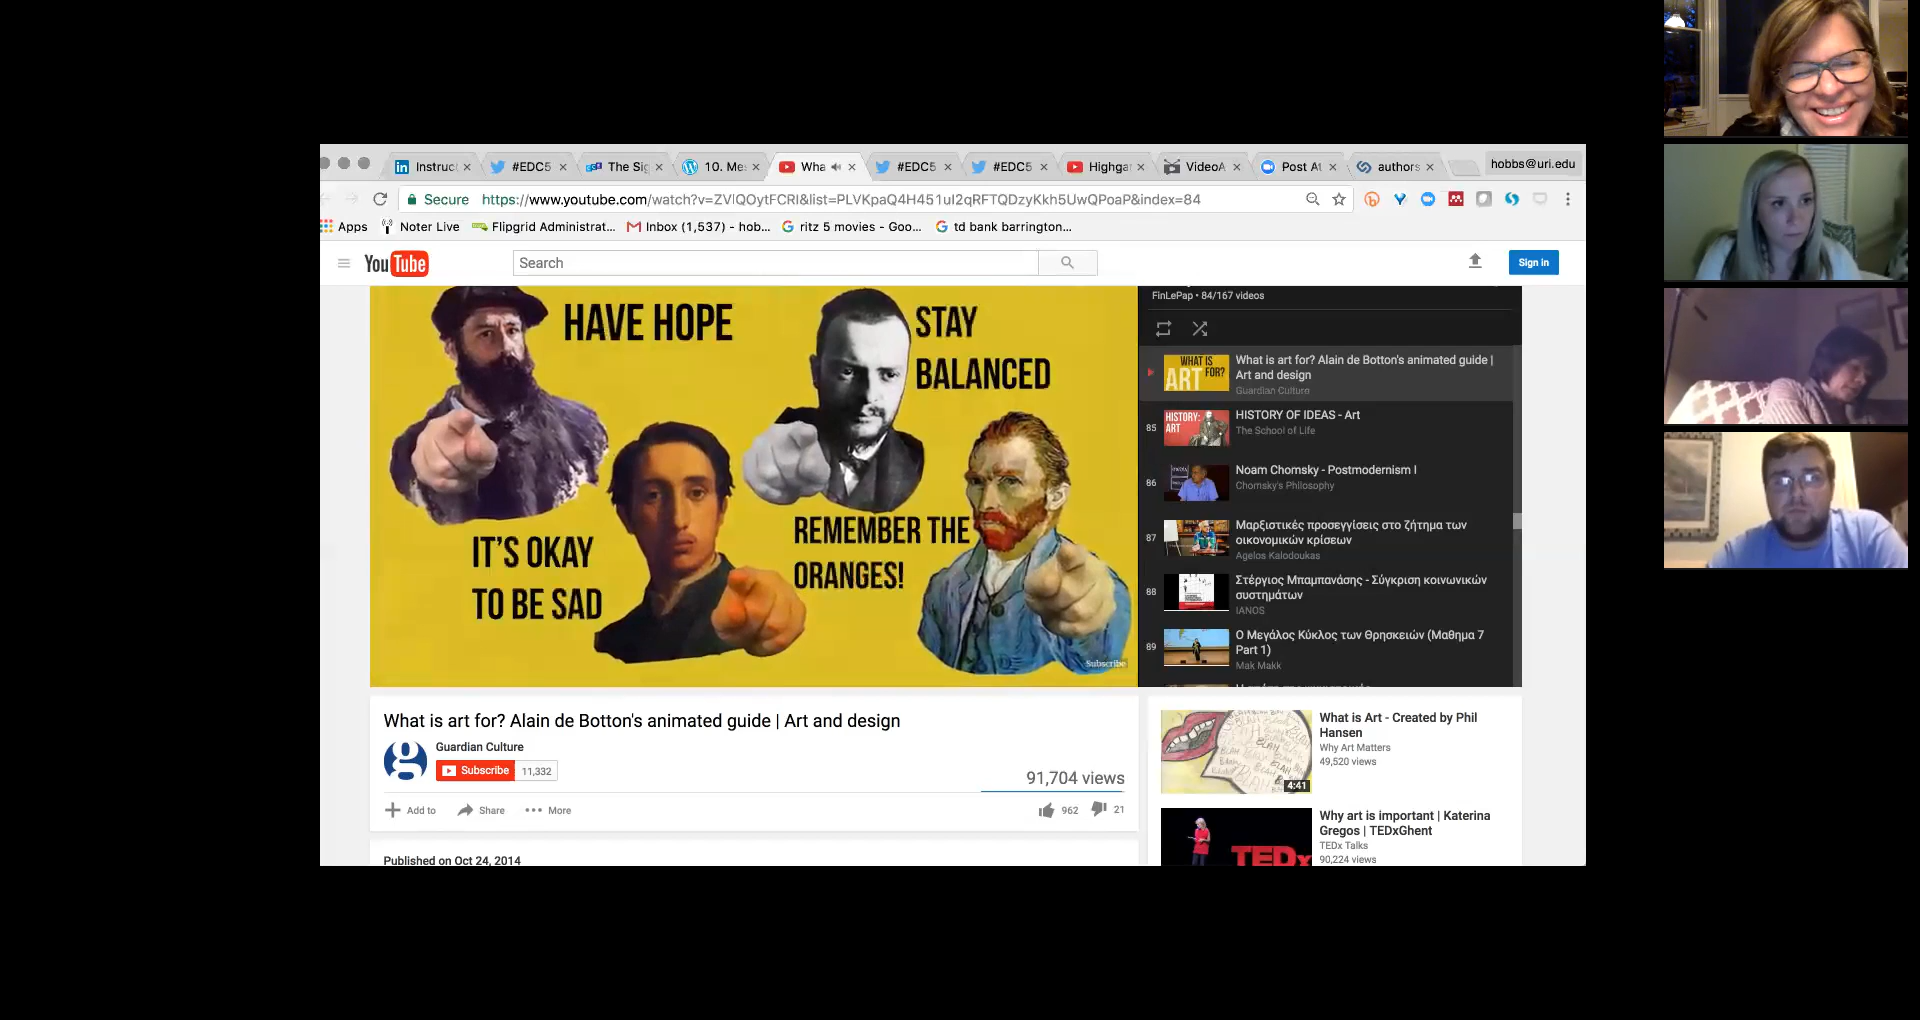 Instruc
#EDC5
The Sig
10. Me
Wha
#EDC5
#EDC5
Highga
VideoA
Post At
authors
hobbs@uri.edu
Secure
https://www.youtube.com/watch?v=ZVlQOytFCRI&list=PLVKpaQ4H451uI2qRFTQDzyKkh5UwQPoaP&index=84
Apps
Noter Live
Flipgrid Administrat...
Inbox (1,537) - hob...
ritz 5 movies - Goo...
td bank barrington...
YouTube
Search
Sign in
HAVE HOPE
STAY
BALANCED
IT'S OKAY
TO BE SAD
REMEMBER THE
ORANGES!
Subscribe
FinLePap • 84/167 videos
WHAT IS
ART FOR?
What is art for? Alain de Botton's animated guide |
Art and design
Guardian Culture
85
HISTORY:
ART
HISTORY OF IDEAS - Art
The School of Life
86
Noam Chomsky - Postmodernism I
Chomsky's Philosophy
87
Μαρξιστικές προσεγγίσεις στο ζήτημα των
οικονομικών κρίσεων
Agelos Kalodoukas
88
Στέργιος Μπαμπανάσης - Σύγκριση κοινωνικών
συστημάτων
IANOS
89
Ο Μεγάλος Κύκλος των Θρησκειών (Μαθημα 7
Part 1)
Mak Makk
What is art for? Alain de Botton's animated guide | Art and design
Guardian Culture
Subscribe
11,332
91,704 views
Add to
Share
More
962
21
Published on Oct 24, 2014
What is Art - Created by Phil
Hansen
Why Art Matters
49,520 views
4:41
Why art is important | Katerina
Gregos | TEDxGhent
TEDx Talks
90,224 views
TEDx